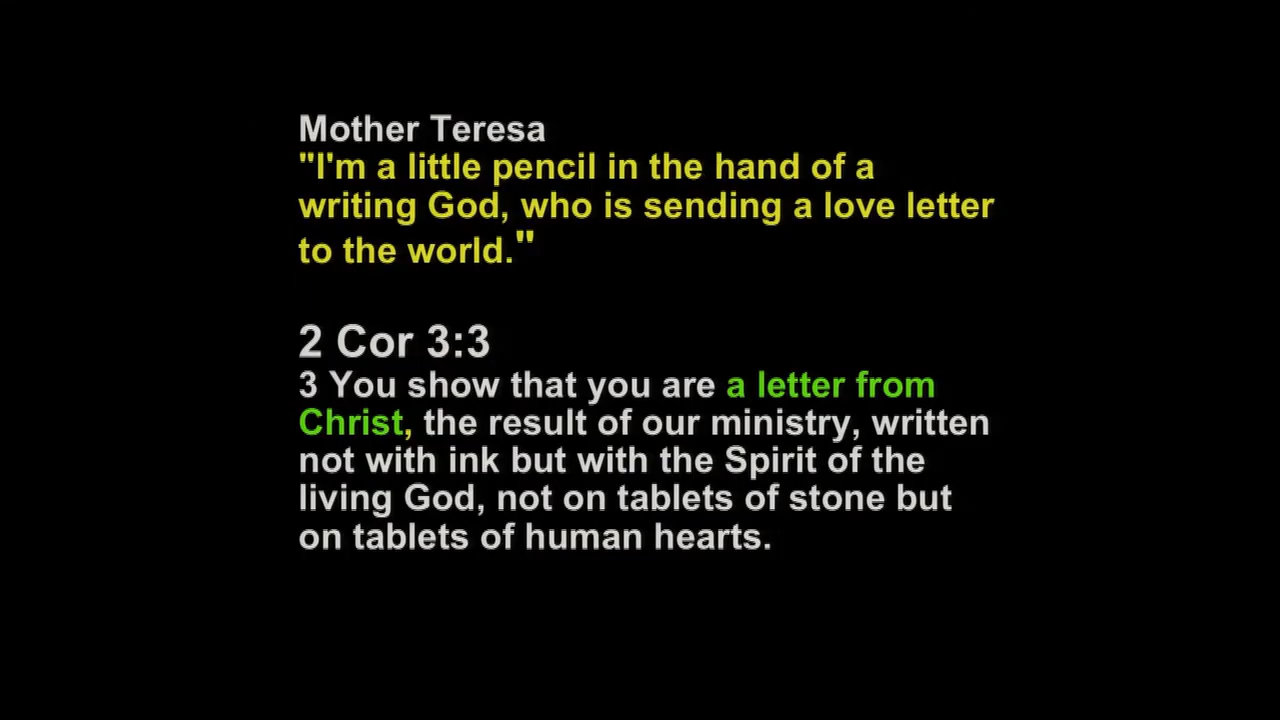 Mother Teresa
"I'm a little pencil in the hand of a
writing God, who is sending a love letter
to the world."
2 Cor 3:3
3 You show that you are a letter from
Christ, the result of our ministry, written
not with ink but with the Spirit of the
living God, not on tablets of stone but
on tablets of human hearts.